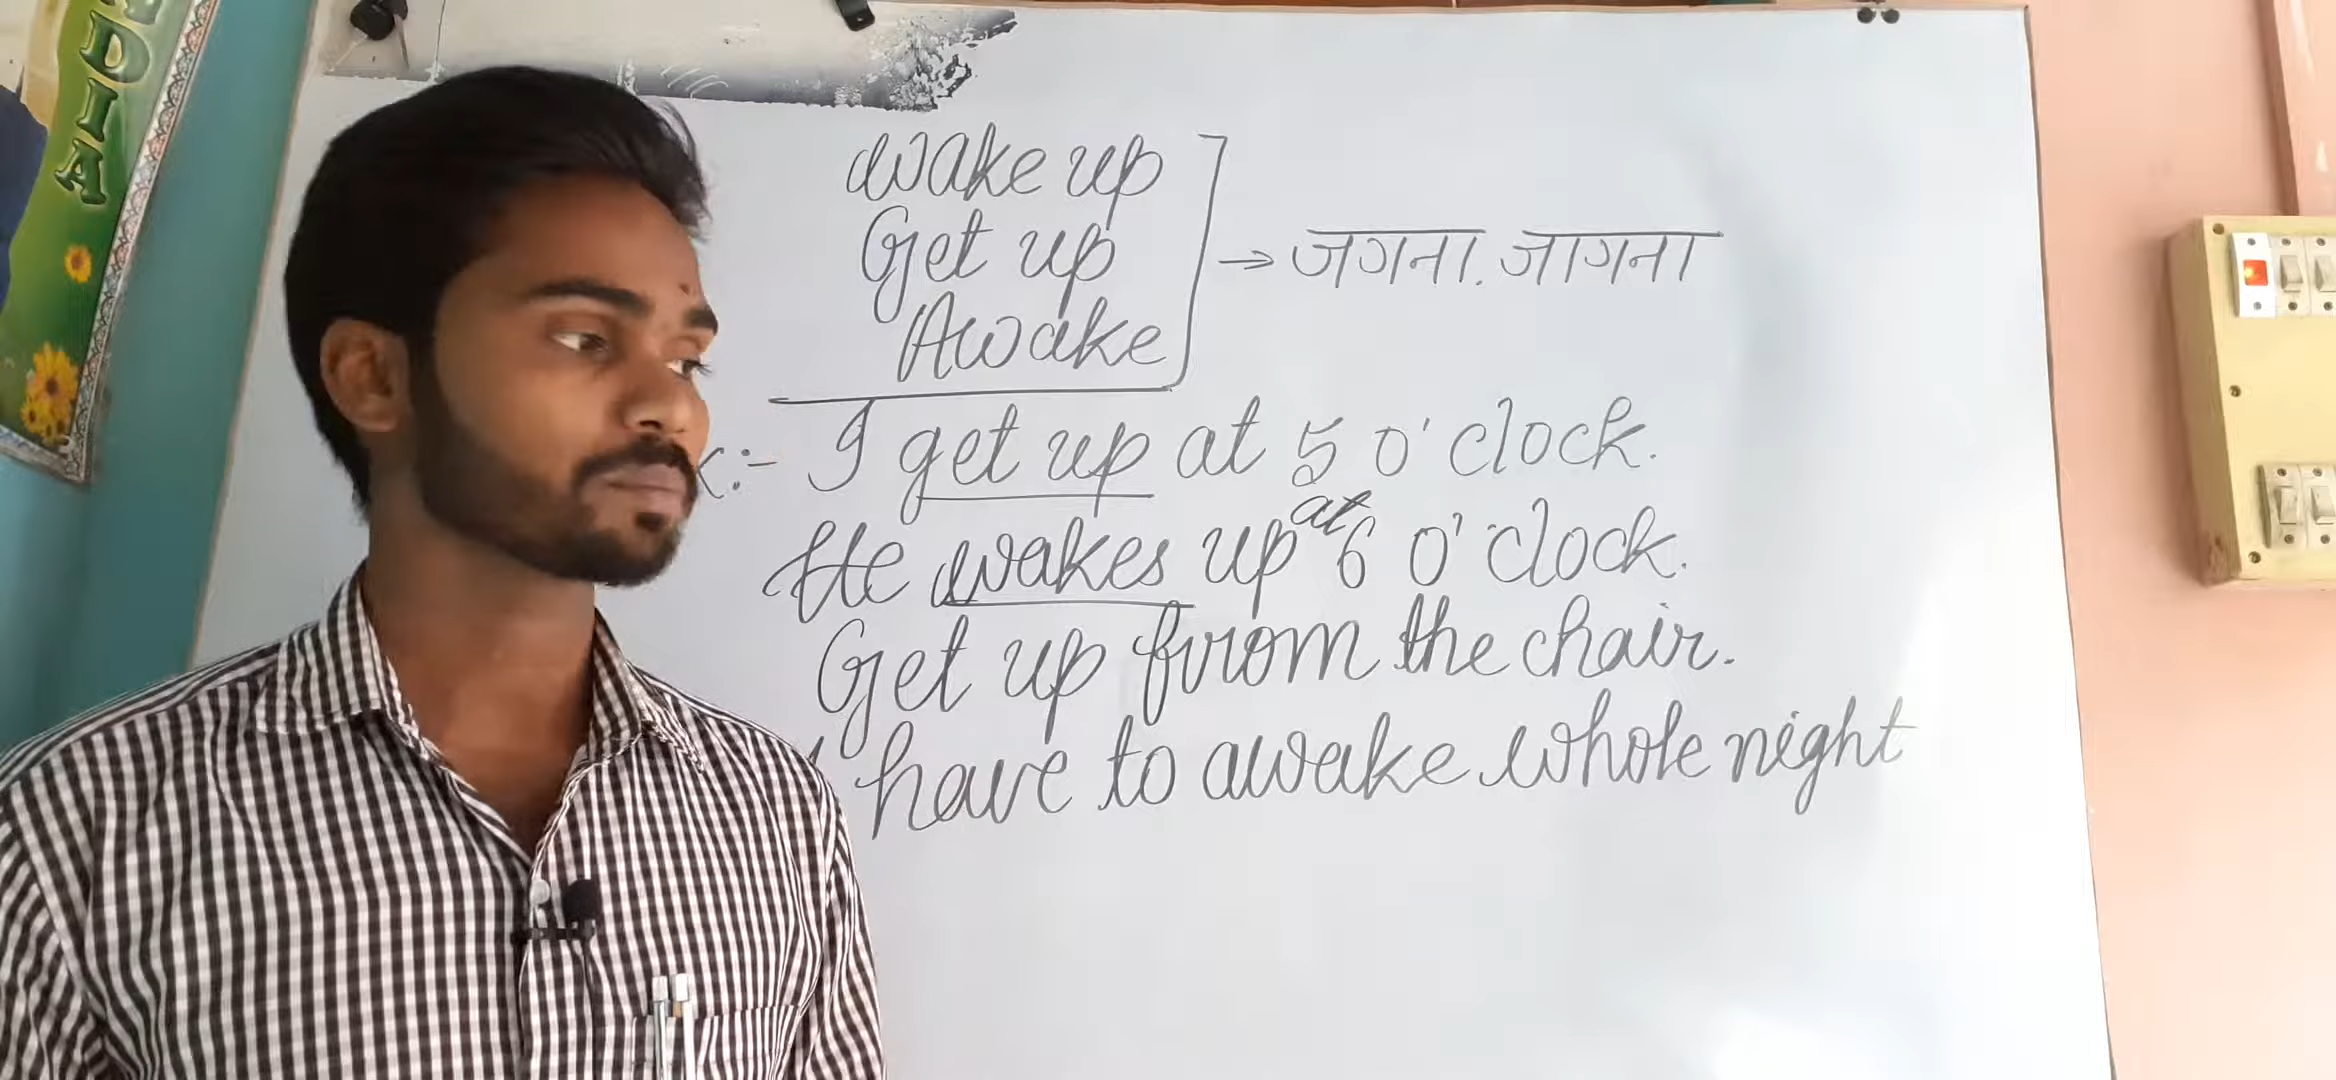 DIA
Wake up
Get up → जगना. जागना
Awake
x:- I get up at 5 o'clock.
He wakes up at 6 o'clock.
Get up from the chair.
have to awake whole night